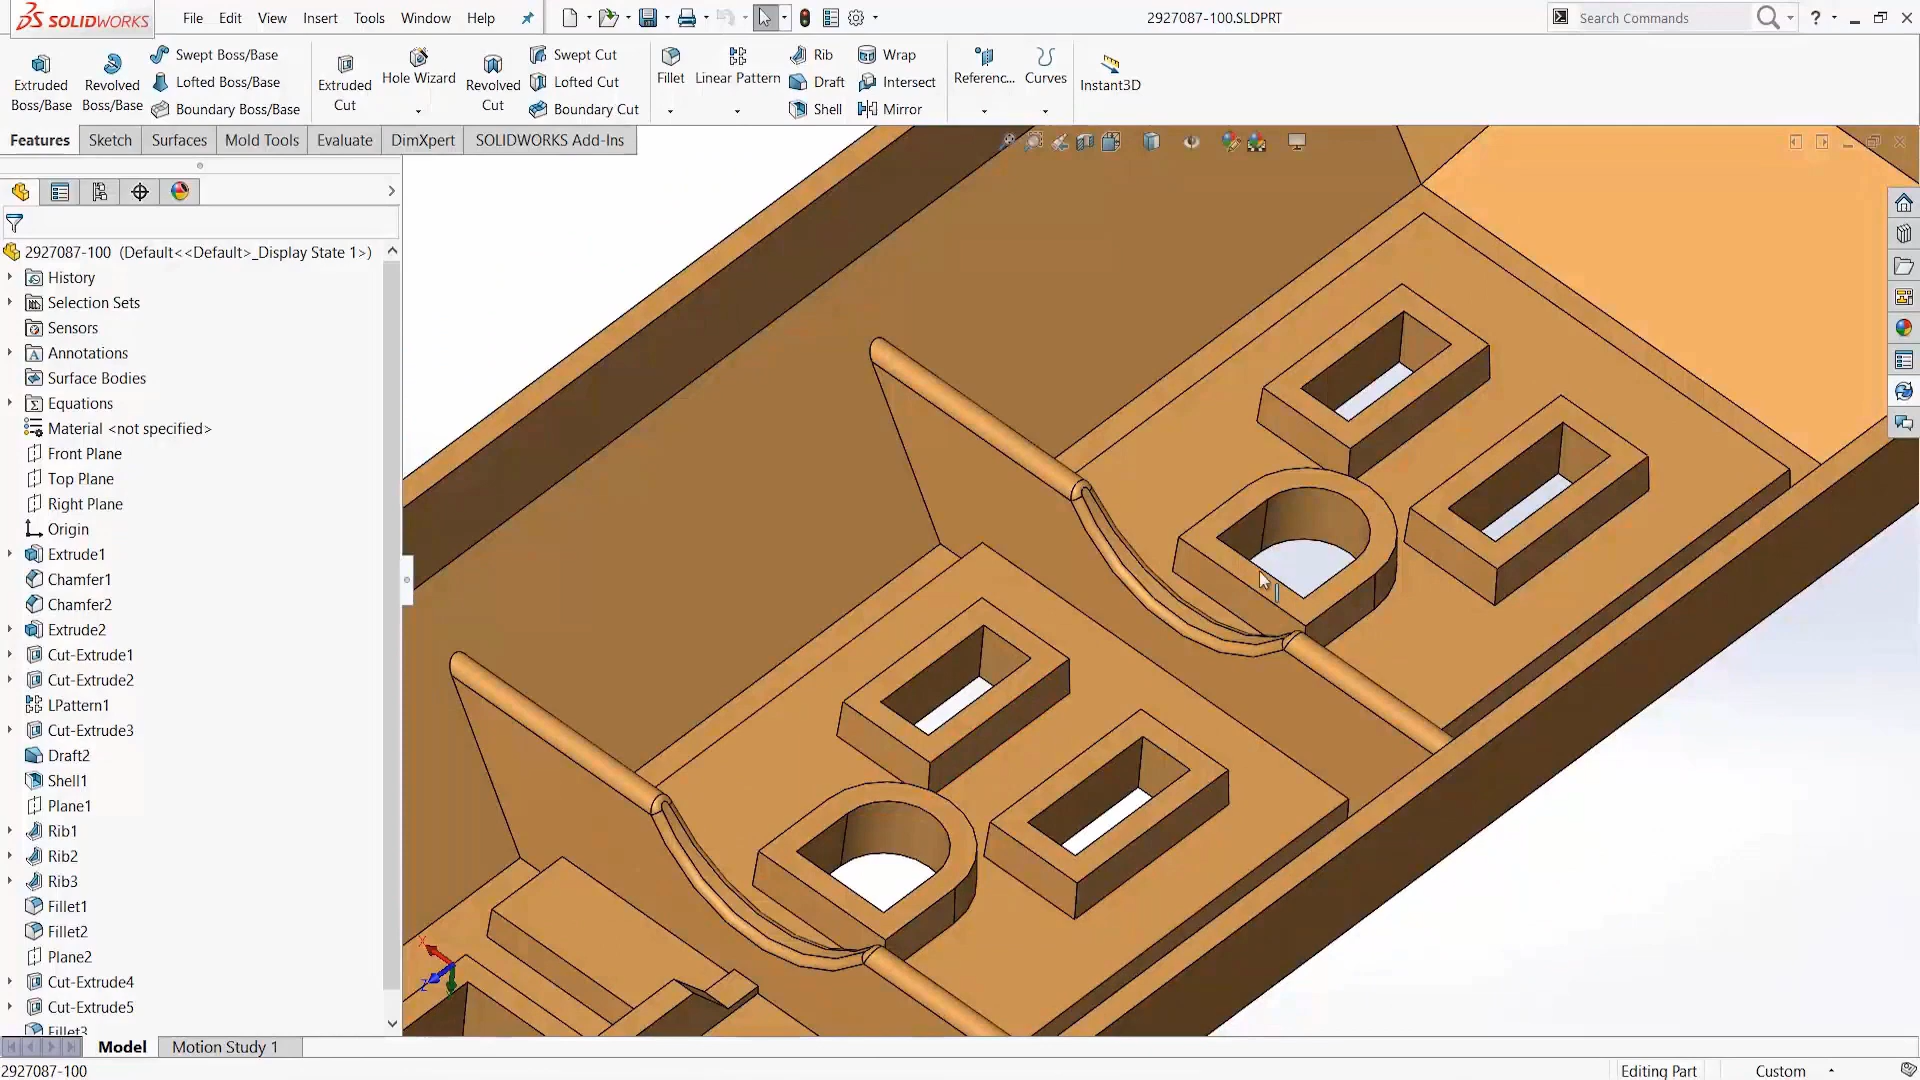 SOLIDWORKS File Edit View Insert Tools Window Help 2927087-100.SLDPRT Search Commands ?
Extruded Boss/Base
Revolved Boss/Base
Swept Boss/Base
Lofted Boss/Base
Boundary Boss/Base
Extruded Cut
Hole Wizard
Revolved Cut
Swept Cut
Lofted Cut
Boundary Cut
Fillet
Linear Pattern
Rib
Draft
Shell
Wrap
Intersect
Mirror
Referenc...
Curves
Instant3D
Features Sketch Surfaces Mold Tools Evaluate DimXpert SOLIDWORKS Add-Ins
2927087-100 (Default<<Default>_Display State 1>)
History
Selection Sets
Sensors
Annotations
Surface Bodies
Equations
Material <not specified>
Front Plane
Top Plane
Right Plane
Origin
Extrude1
Chamfer1
Chamfer2
Extrude2
Cut-Extrude1
Cut-Extrude2
LPattern1
Cut-Extrude3
Draft2
Shell1
Plane1
Rib1
Rib2
Rib3
Fillet1
Fillet2
Plane2
Cut-Extrude4
Cut-Extrude5
Fillet3
X
Z
Model Motion Study 1
2927087-100 Editing Part Custom